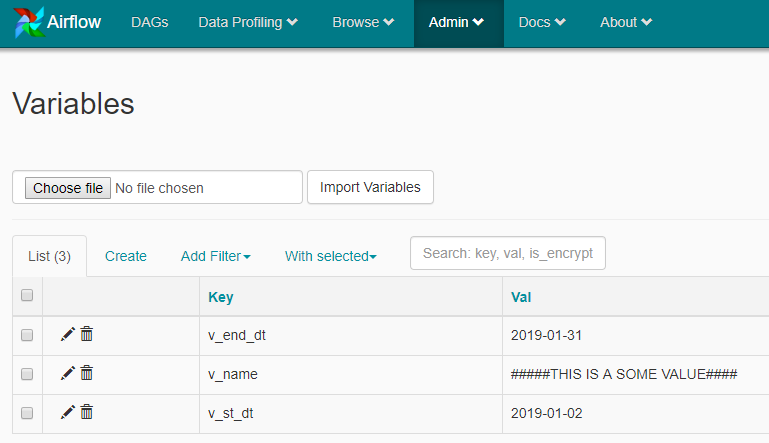 Airflow DAGs Data Profiling Browse Admin Docs About
Variables
Choose file No file chosen Import Variables
List (3) Create Add Filter With selected Search: key, val, is_encrypt
Key Val
v_end_dt 2019-01-31
v_name #####THIS IS A SOME VALUE####
v_st_dt 2019-01-02